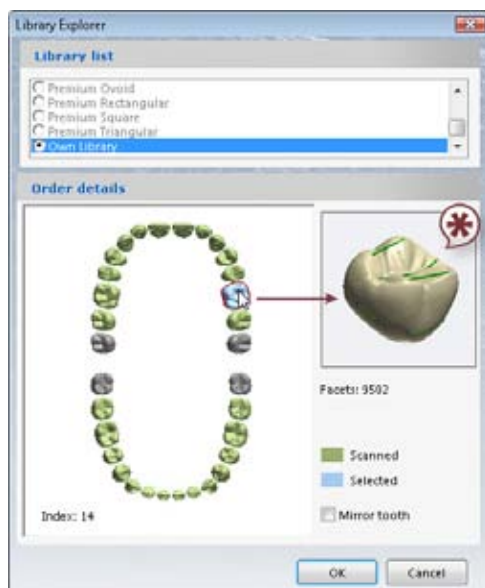 Library Explorer
Library list
Premium Ovoid
Premium Rectangular
Premium Square
Premium Triangular
Own Library
Order details
Facets: 9502
Scanned
Selected
Index: 14
Mirror tooth
OK
Cancel